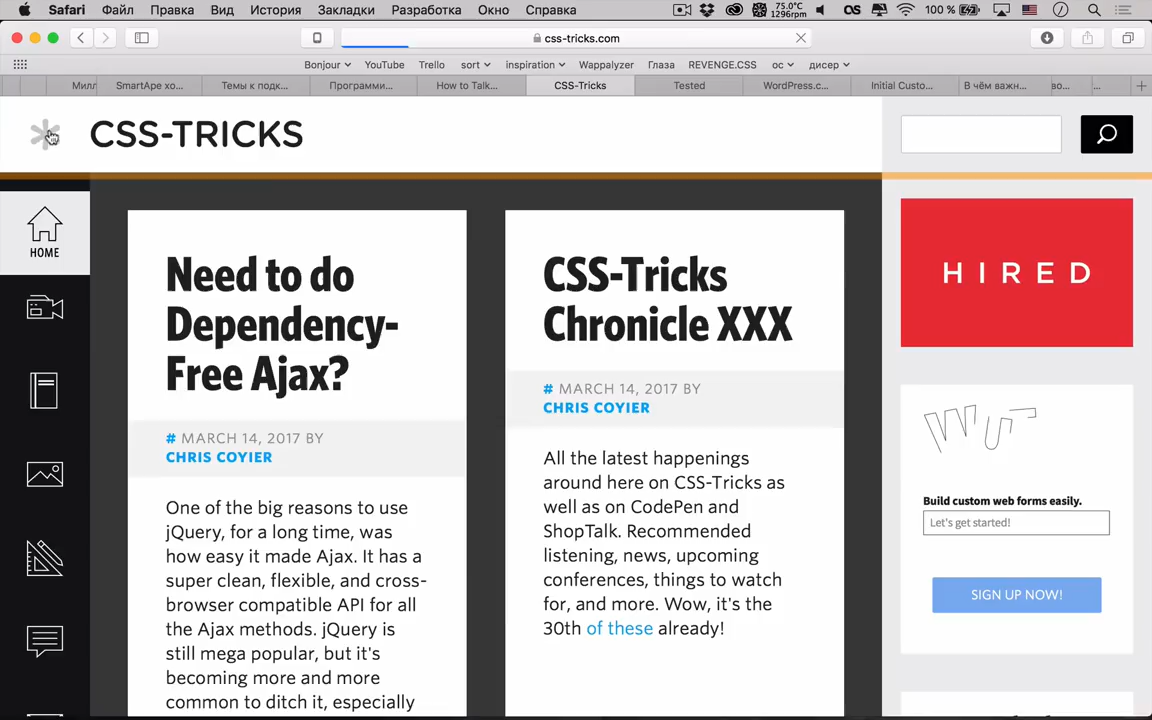 Safari Файл Правка Вид История Закладки Разработка Окно Справка 75.0°C 1296rpm 100 %
css-tricks.com
Bonjour YouTube Trello sort inspiration Wappalyzer Глаза REVENGE.CSS ос дисер
Милл SmartApe хо... Темы к подк... Программи... How to Talk... CSS-Tricks Tested WordPress.c... Initial Custo... В чём важн... во... ...
CSS-TRICKS
HOME
Need to do
Dependency-
Free Ajax?
# MARCH 14, 2017 BY
CHRIS COYIER
One of the big reasons to use
jQuery, for a long time, was
how easy it made Ajax. It has a
super clean, flexible, and cross-
browser compatible API for all
the Ajax methods. jQuery is
still mega popular, but it's
becoming more and more
common to ditch it, especially
CSS-Tricks
Chronicle XXX
# MARCH 14, 2017 BY
CHRIS COYIER
All the latest happenings
around here on CSS-Tricks as
well as on CodePen and
ShopTalk. Recommended
listening, news, upcoming
conferences, things to watch
for, and more. Wow, it's the
30th of these already!
HIRED
Build custom web forms easily.
Let's get started!
SIGN UP NOW!